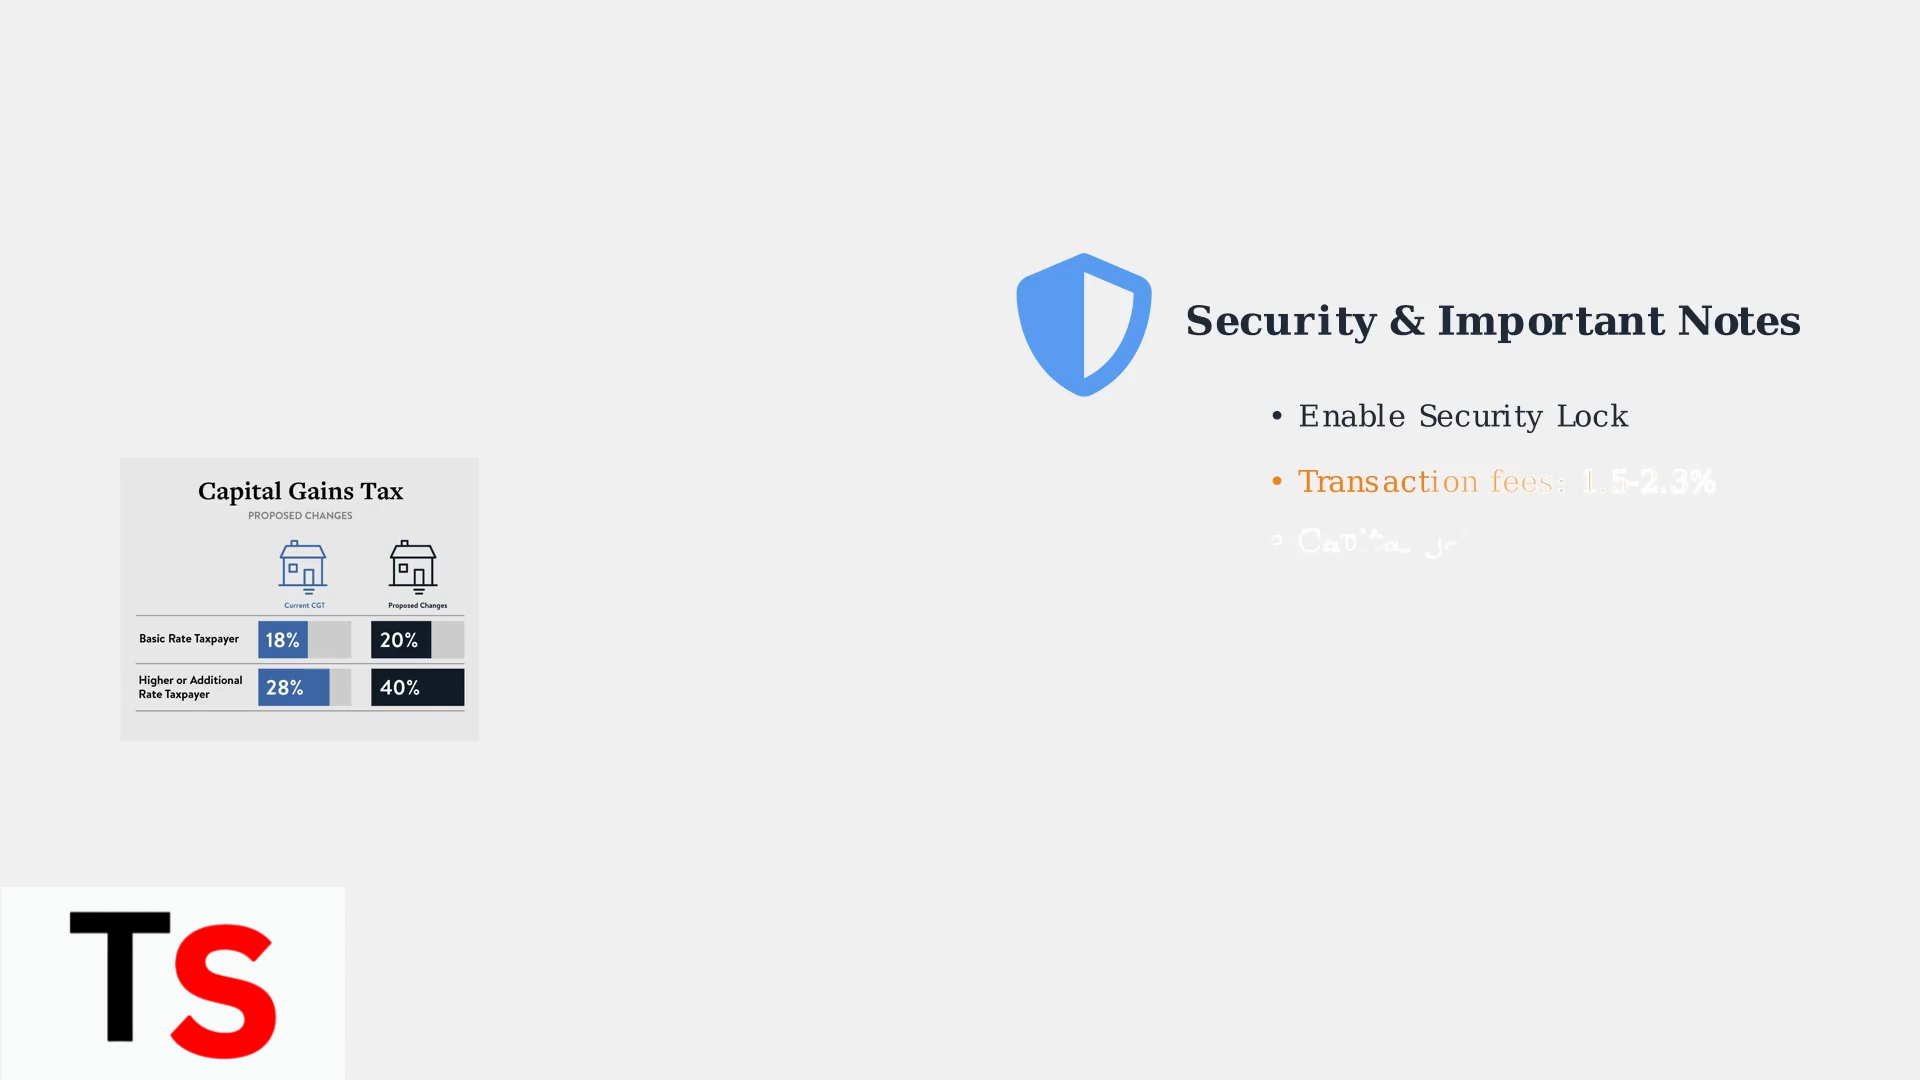 Security & Important Notes
• Enable Security Lock
• Transaction fees: 1.5-2.3%
Capital Gains Tax
PROPOSED CHANGES
Current CGT
Proposed Changes
Basic Rate Taxpayer
18%
20%
Higher or Additional
Rate Taxpayer
28%
40%
TS